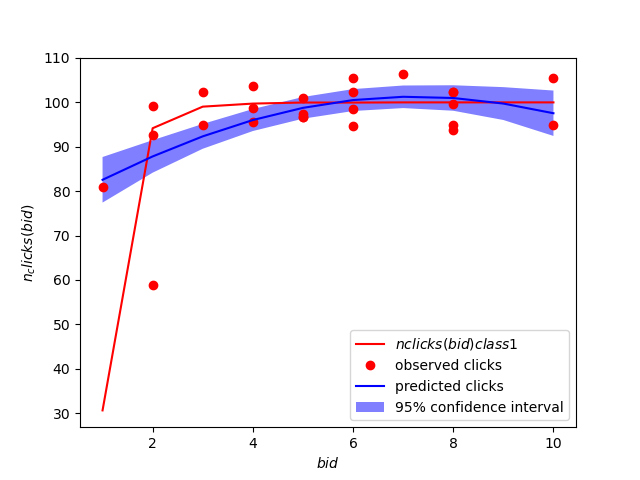 110
100
90
80
70
60
50
40
30
n_clicks(bid)
2 4 6 8 10
bid
nclicks(bid)class1
observed clicks
predicted clicks
95% confidence interval